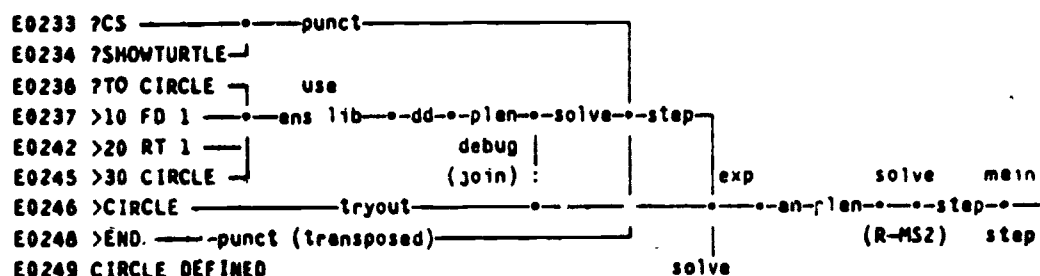 E0233 ?CS punct
E0234 ?SHOWTURTLE
E0238 ?TO CIRCLE use
E0237 >10 FD 1 ens lib dd plen solve step
E0242 >20 RT 1 debug
E0245 >30 CIRCLE (join) : exp solve mein
E0246 >CIRCLE tryout an-plen step
E0248 >END. -punct (transposed) (R-MS2) step
E0249 CIRCLE DEFINED solve